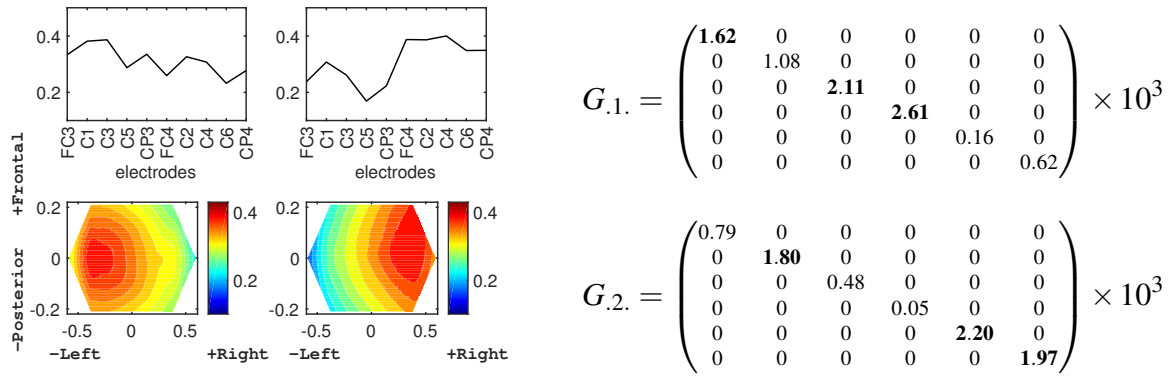 0.4
0.2
FC3 C1 C3 C5 CP3 FC4 C2 C4 C6 CP4
electrodes
0.4
0.2
FC3 C1 C3 C5 CP3 FC4 C2 C4 C6 CP4
electrodes
−Posterior +Frontal
0.2
0
-0.2
-0.5 0 0.5
−Left +Right
0.4
0.2
0.2
0
-0.2
-0.5 0 0.5
−Left +Right
0.4
0.2
G.1. = ( 1.62 0 0 0 0 0
0 1.08 0 0 0 0
0 0 2.11 0 0 0
0 0 0 2.61 0 0
0 0 0 0 0.16 0
0 0 0 0 0 0.62 ) × 10³
G.2. = ( 0.79 0 0 0 0 0
0 1.80 0 0 0 0
0 0 0.48 0 0 0
0 0 0 0.05 0 0
0 0 0 0 2.20 0
0 0 0 0 0 1.97 ) × 10³